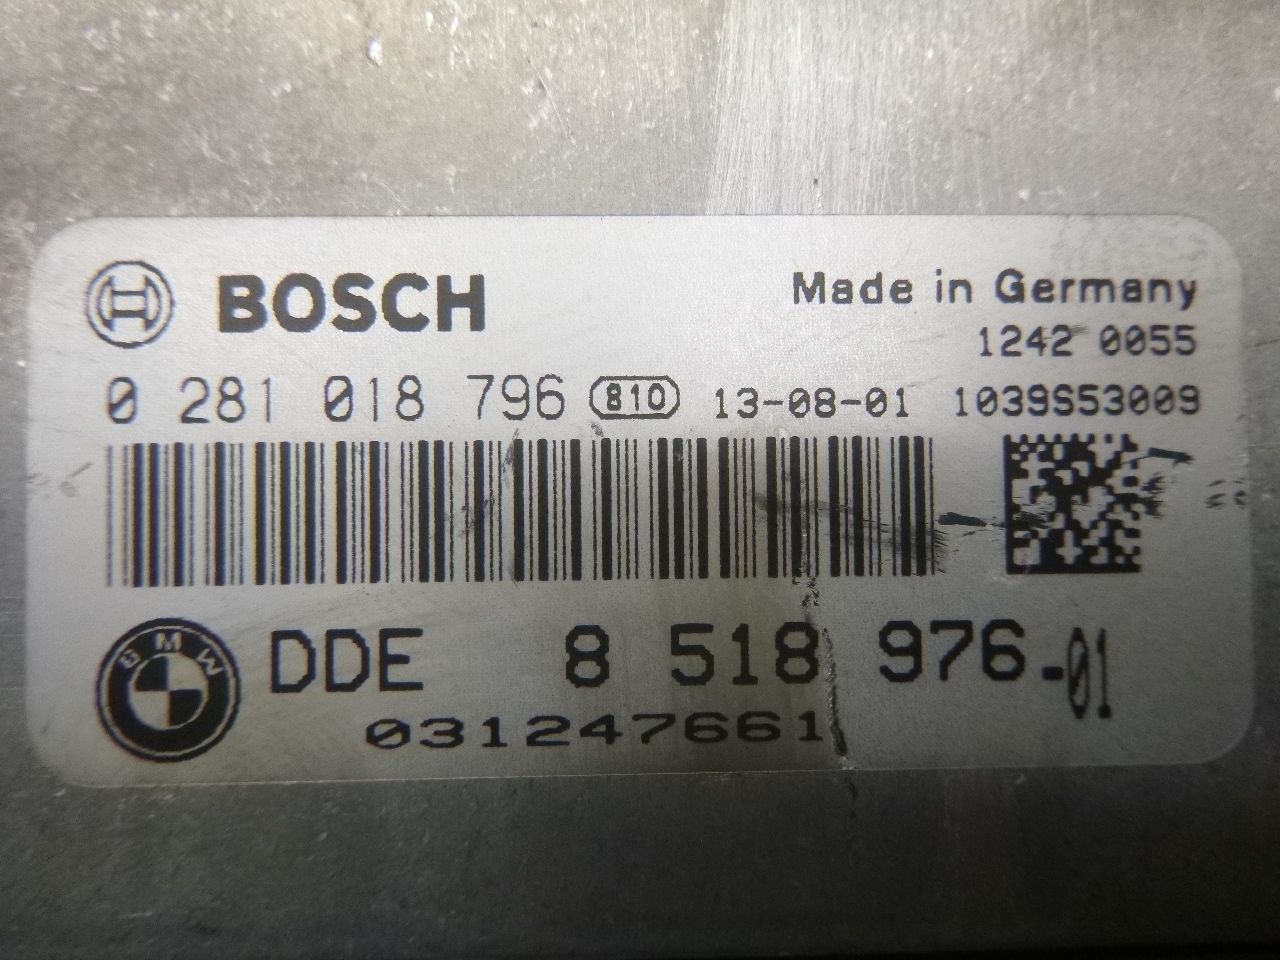 BOSCH
Made in Germany
1242 0055
0 281 018 796 810 13-08-01 1039S53009
BMW
DDE 8 518 976-01
031247661